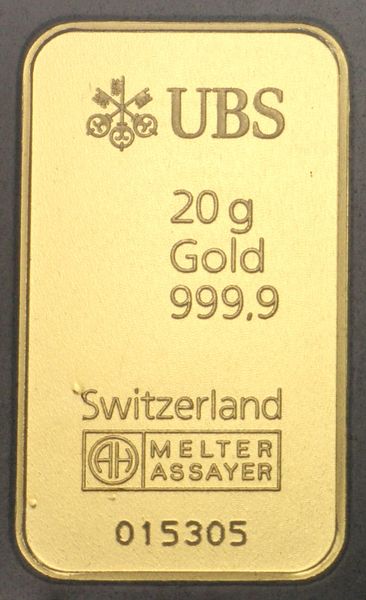 UBS
20 g
Gold
999,9
Switzerland
AH MELTER
ASSAYER
015305